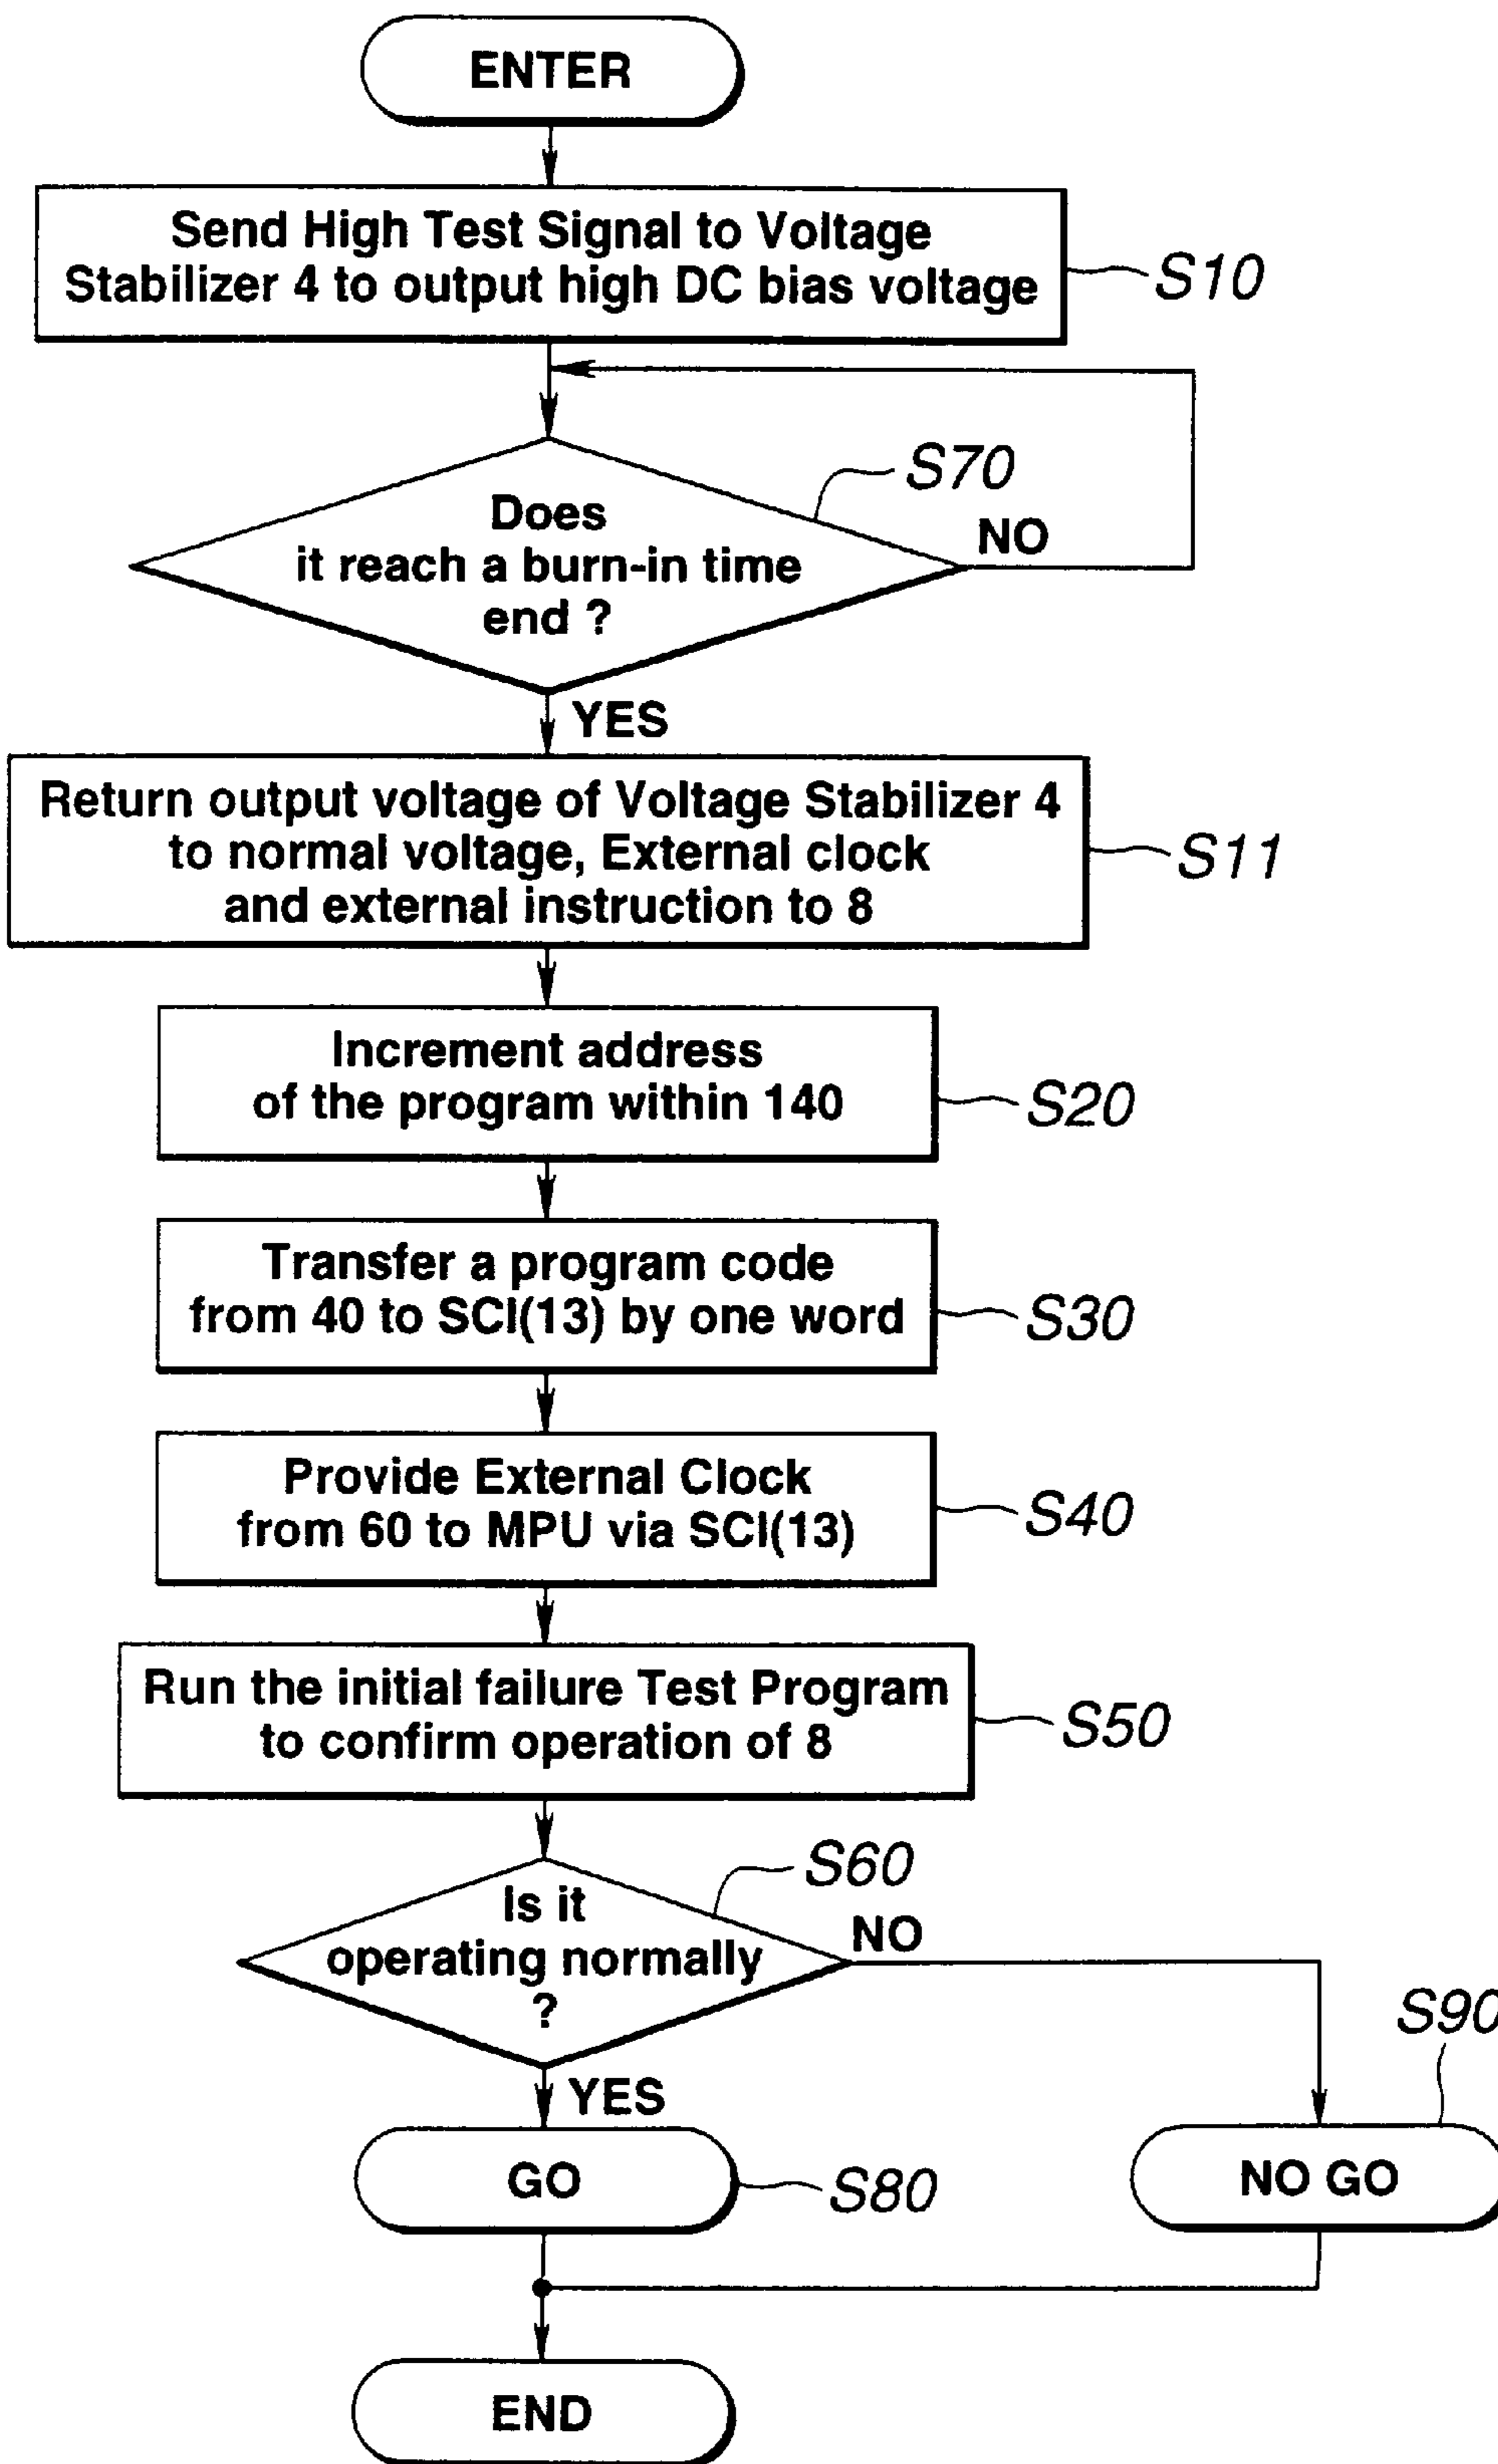 ENTER
Send High Test Signal to Voltage
Stabilizer 4 to output high DC bias voltage
S10
S70
Does
it reach a burn-in time
end ?
NO
YES
Return output voltage of Voltage Stabilizer 4
to normal voltage, External clock
and external instruction to 8
S11
Increment address
of the program within 140
S20
Transfer a program code
from 40 to SCI(13) by one word
S30
Provide External Clock
from 60 to MPU via SCI(13)
S40
Run the initial failure Test Program
to confirm operation of 8
S50
S60
Is it
operating normally
?
NO
YES
S90
GO
S80
NO GO
END